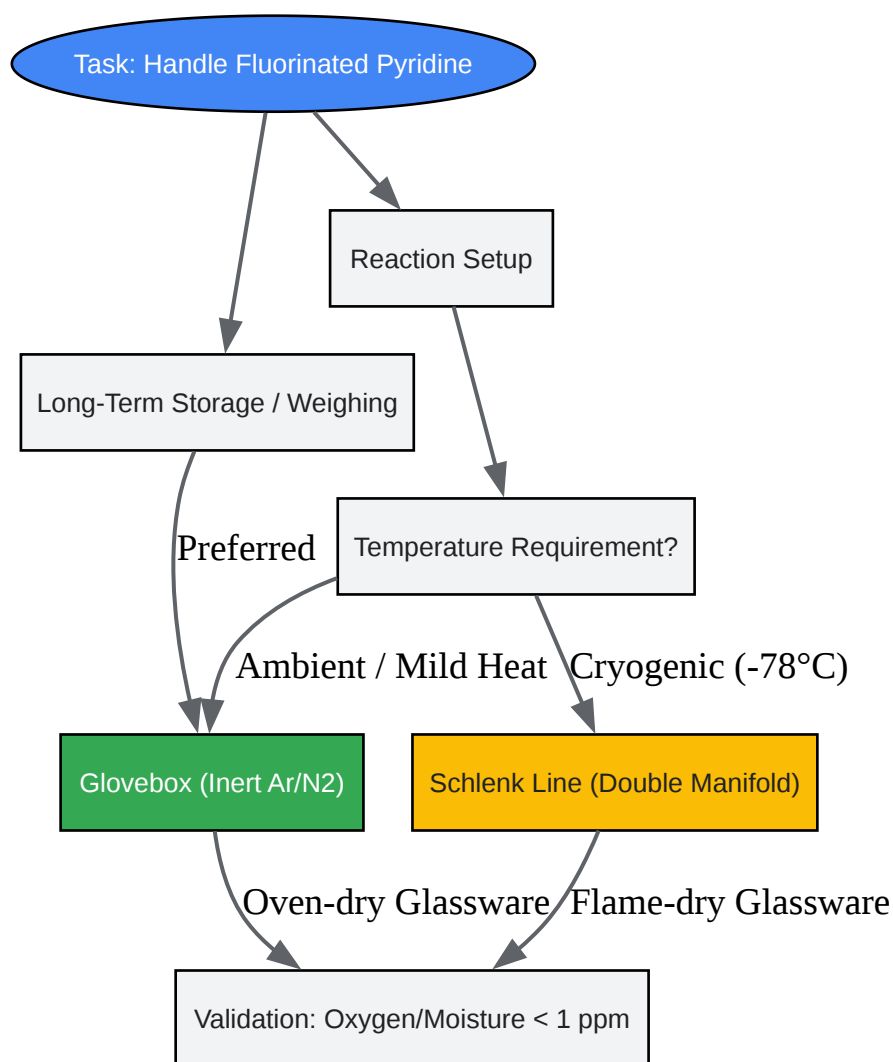 Task: Handle Fluorinated Pyridine
Reaction Setup
Long-Term Storage / Weighing
Temperature Requirement?
Preferred
Ambient / Mild Heat
Cryogenic (-78°C)
Glovebox (Inert Ar/N2)
Schlenk Line (Double Manifold)
Oven-dry Glassware
Flame-dry Glassware
Validation: Oxygen/Moisture < 1 ppm